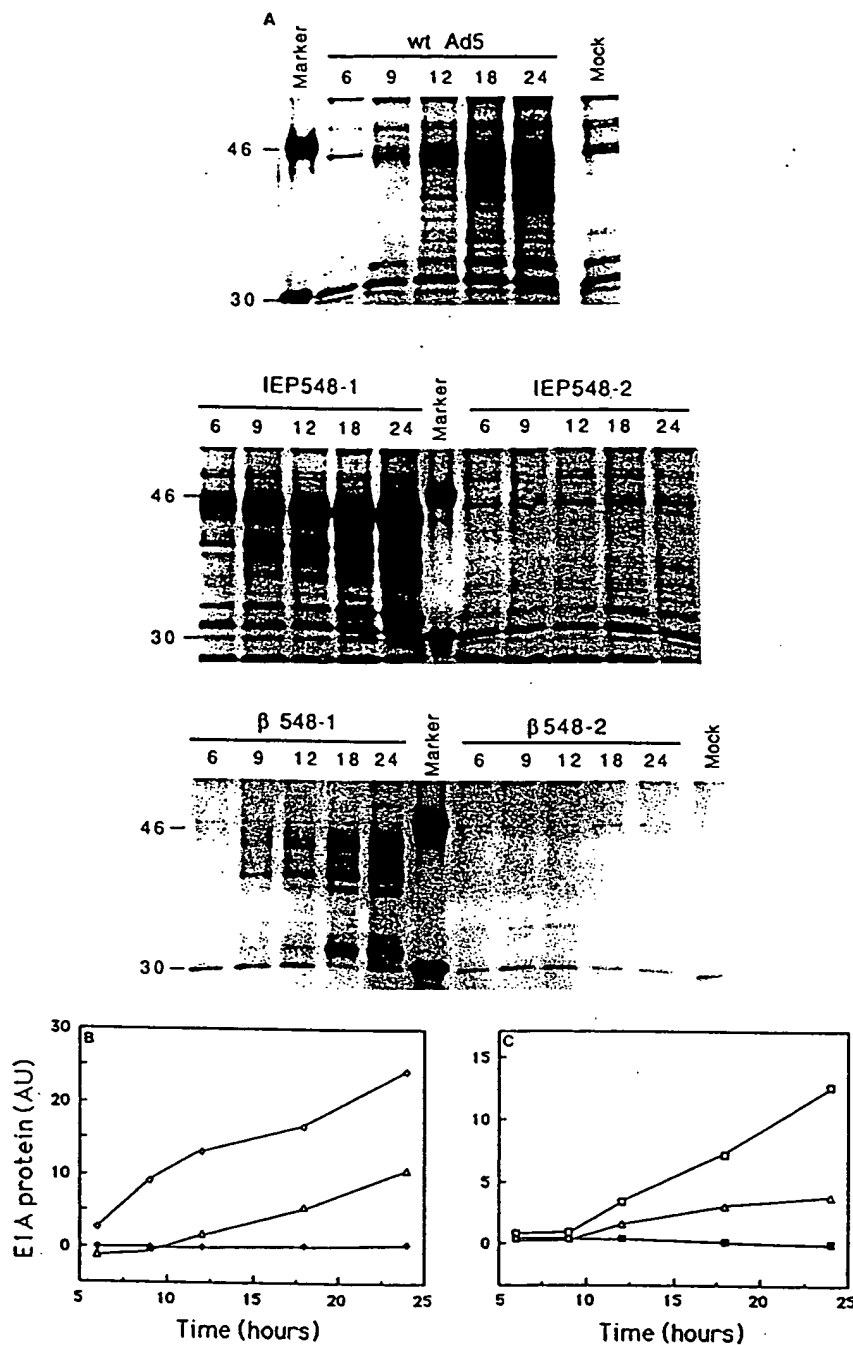 A
Marker
wt Ad5
Mock
6 9 12 18 24
46
30
IEP548-1
Marker
IEP548-2
6 9 12 18 24
6 9 12 18 24
46
30
β 548-1
Marker
β 548-2
Mock
6 9 12 18 24
6 9 12 18 24
46
30
B
30
20
10
0
E1A protein (AU)
5 10 15 20 25
Time (hours)
C
15
10
5
0
5 10 15 20 25
Time (hours)